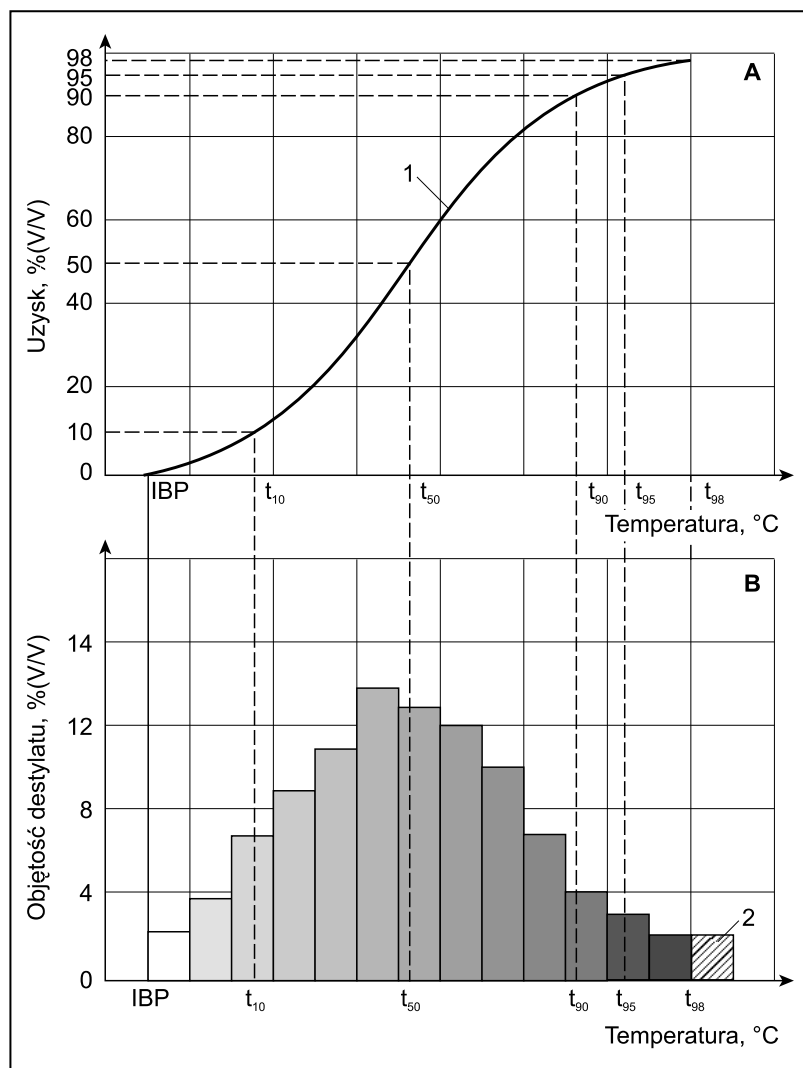 A
98
95
90
80
60
50
40
20
10
0
Uzysk, %(V/V)
1
IBP t₁₀ t₅₀ t₉₀ t₉₅ t₉₈
Temperatura, °C
B
14
12
8
4
0
Objętość destylatu, %(V/V)
2
IBP t₁₀ t₅₀ t₉₀ t₉₅ t₉₈
Temperatura, °C